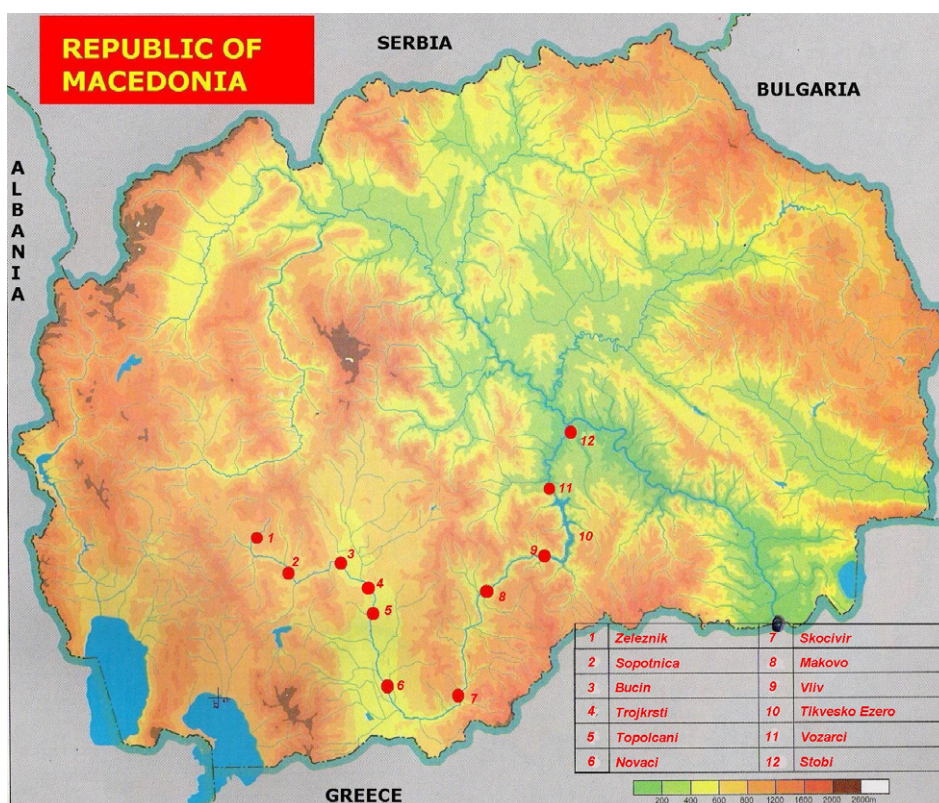 REPUBLIC OF
MACEDONIA
SERBIA
BULGARIA
ALBANIA
GREECE
1
2
3
4
5
6
7
8
9
10
11
12
1 Zeleznik 7 Skocivir
2 Sopotnica 8 Makovo
3 Bucin 9 Vliv
4 Trojkrsti 10 Tikvesko Ezero
5 Topolcani 11 Vozarci
6 Novaci 12 Stobi
200 400 600 800 1200 1600 2000 2600m